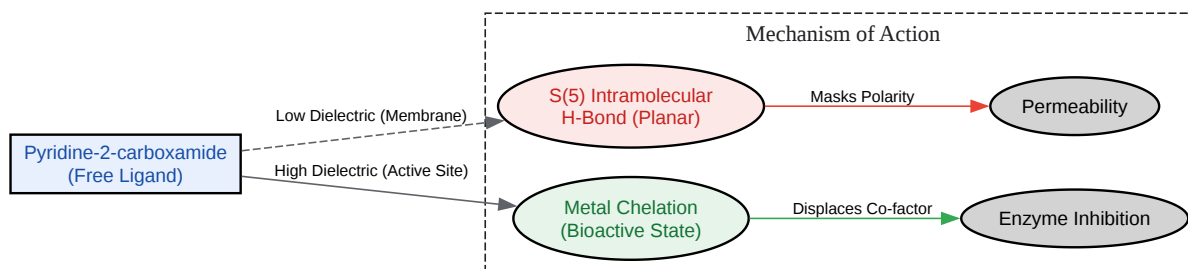 Mechanism of Action
Pyridine-2-carboxamide
(Free Ligand)
Low Dielectric (Membrane)
High Dielectric (Active Site)
S(5) Intramolecular
H-Bond (Planar)
Masks Polarity
Permeability
Metal Chelation
(Bioactive State)
Displaces Co-factor
Enzyme Inhibition